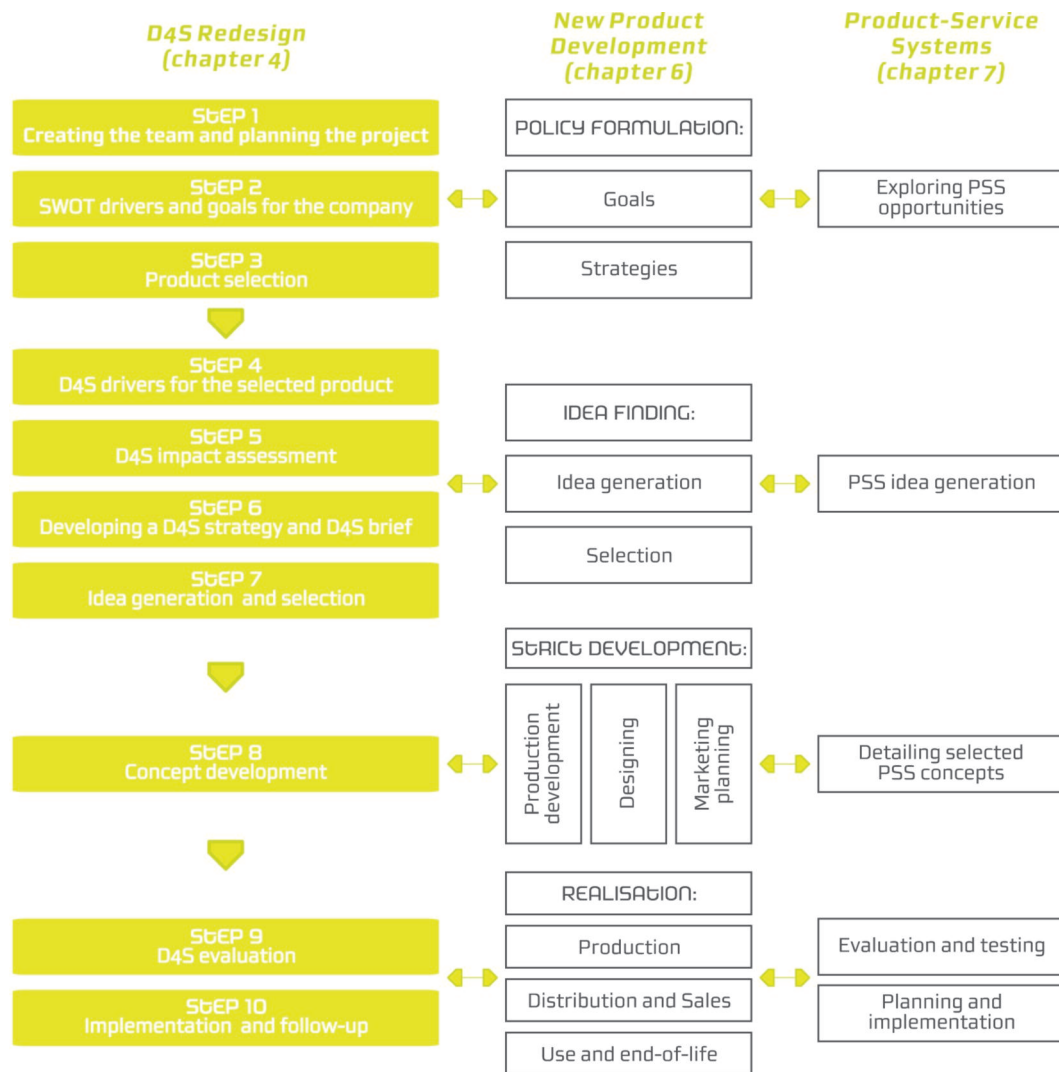 D4S Redesign
(chapter 4)
New Product
Development
(chapter 6)
Product-Service
Systems
(chapter 7)
STEP 1
Creating the team and planning the project
POLICY FORMULATION:
STEP 2
SWOT drivers and goals for the company
Goals
Exploring PSS
opportunities
STEP 3
Product selection
Strategies
STEP 4
D4S drivers for the selected product
IDEA FINDING:
STEP 5
D4S impact assessment
Idea generation
PSS idea generation
STEP 6
Developing a D4S strategy and D4S brief
Selection
STEP 7
Idea generation and selection
STRICT DEVELOPMENT:
STEP 8
Concept development
Production
development
Designing
Marketing
planning
Detailing selected
PSS concepts
REALISATION:
STEP 9
D4S evaluation
Production
Evaluation and testing
STEP 10
Implementation and follow-up
Distribution and Sales
Planning and
implementation
Use and end-of-life